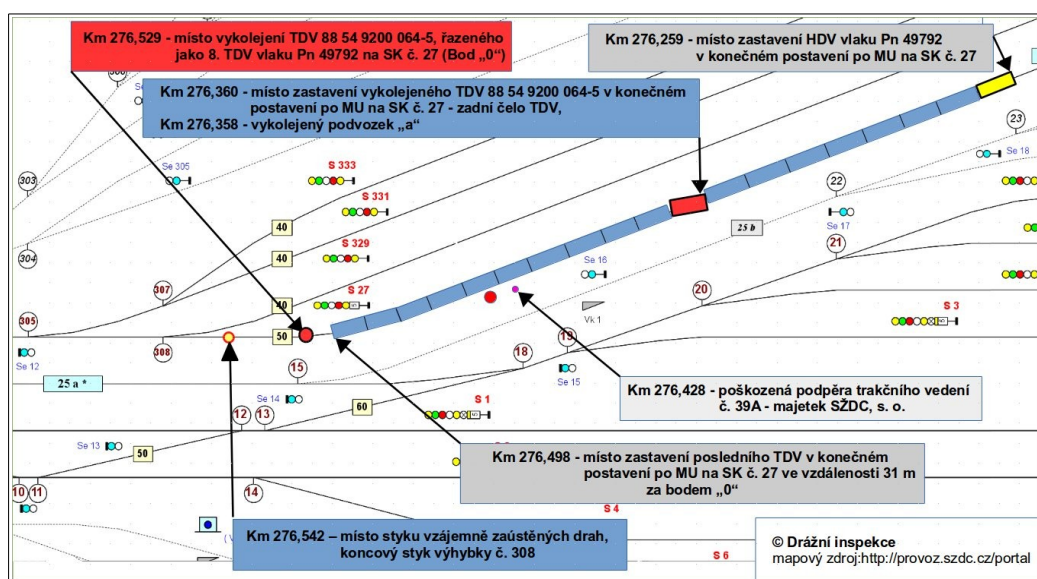 Km 276,529 - místo vykolejení TDV 88 54 9200 064-5, řazeného
jako 8. TDV vlaku Pn 49792 na SK č. 27 (Bod „0“)
Km 276,259 - místo zastavení HDV vlaku Pn 49792
v konečném postavení po MU na SK č. 27
Km 276,360 - místo zastavení vykolejeného TDV 88 54 9200 064-5 v konečném
postavení po MU na SK č. 27 - zadní čelo TDV,
Km 276,358 - vykolejený podvozek „a“
23
Se 18
303
Se 305
S 333
22
S 331
Se 17
40
25 b
304
S 329
21
40
Se 16
307
S 27
20
40
Vk 1
S 3
305
50
308
19
Se 12
15
18
Se 15
25 a *
Se 14
60
S 1
Km 276,428 - poškozená podpěra trakčního vedení
č. 39A - majetek SŽDC, s. o.
12
13
Se 13
50
Km 276,498 - místo zastavení posledního TDV v konečném
postavení po MU na SK č. 27 ve vzdálenosti 31 m
za bodem „0“
10
11
14
S 4
Km 276,542 – místo styku vzájemně zaústěných drah,
koncový styk výhybky č. 308
S 6
© Drážní inspekce
mapový zdroj:http://provoz.szdc.cz/portal